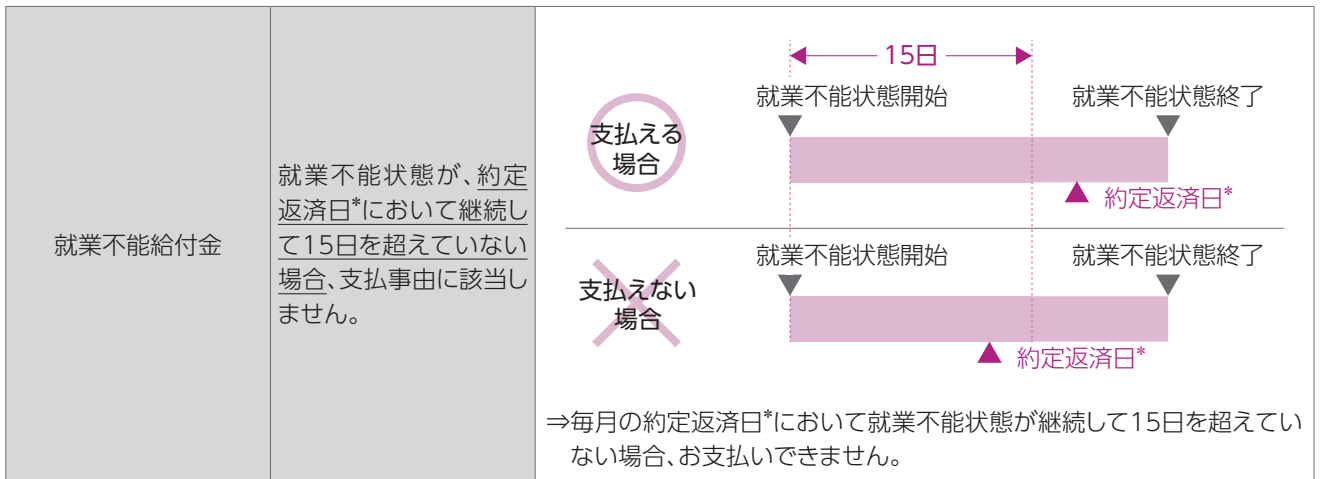 就業不能給付金
就業不能状態が、約定
返済日*において継続し
て15日を超えていない
場合、支払事由に該当し
ません。
15日
就業不能状態開始
就業不能状態終了
支払える
場合
約定返済日*
就業不能状態開始
就業不能状態終了
支払えない
場合
約定返済日*
⇒毎月の約定返済日*において就業不能状態が継続して15日を超えてい
ない場合、お支払いできません。